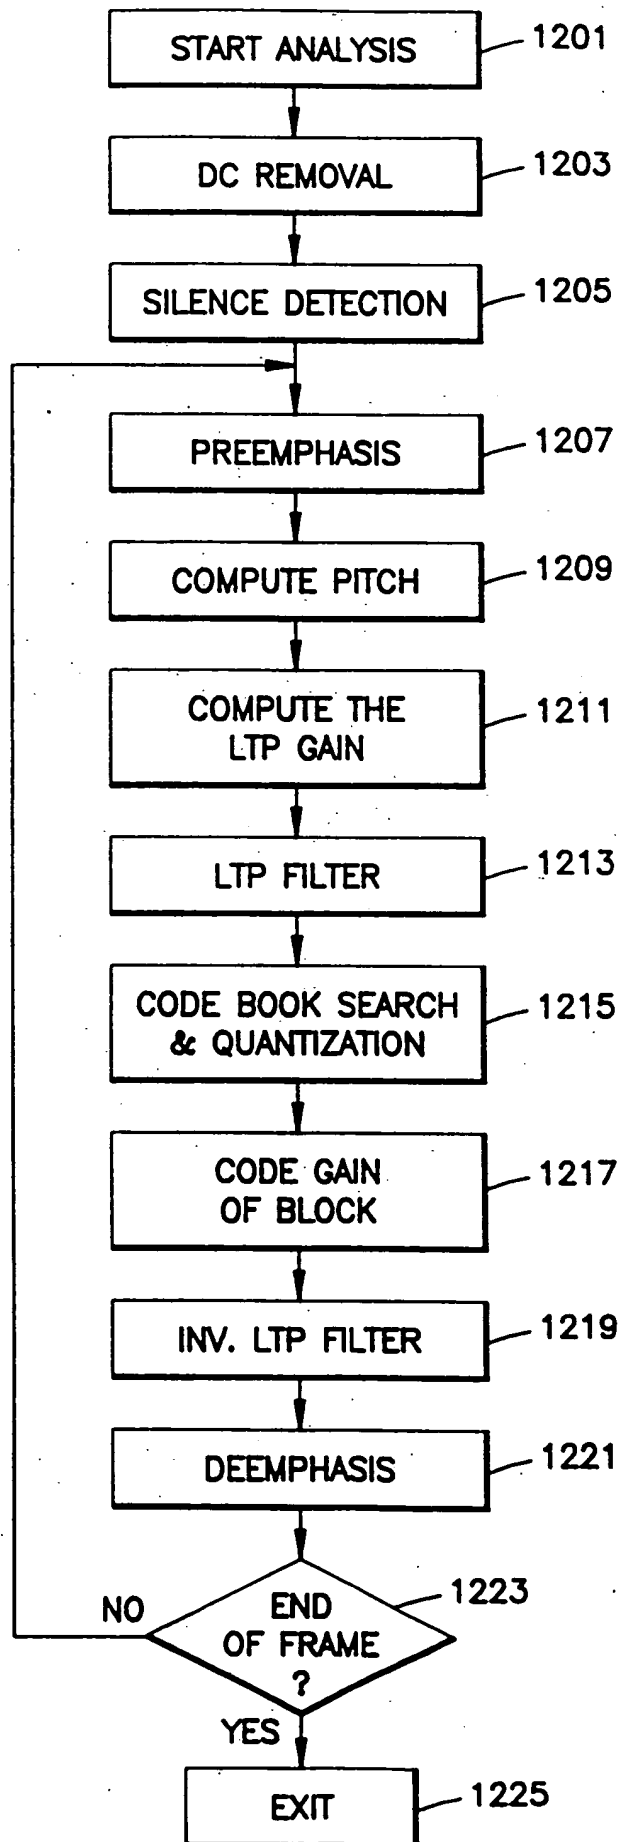 START ANALYSIS 1201
DC REMOVAL 1203
SILENCE DETECTION 1205
PREEMPHASIS 1207
COMPUTE PITCH 1209
COMPUTE THE
LTP GAIN 1211
LTP FILTER 1213
CODE BOOK SEARCH
& QUANTIZATION 1215
CODE GAIN
OF BLOCK 1217
INV. LTP FILTER 1219
DEEMPHASIS 1221
END
OF FRAME
? 1223
NO
YES
EXIT 1225